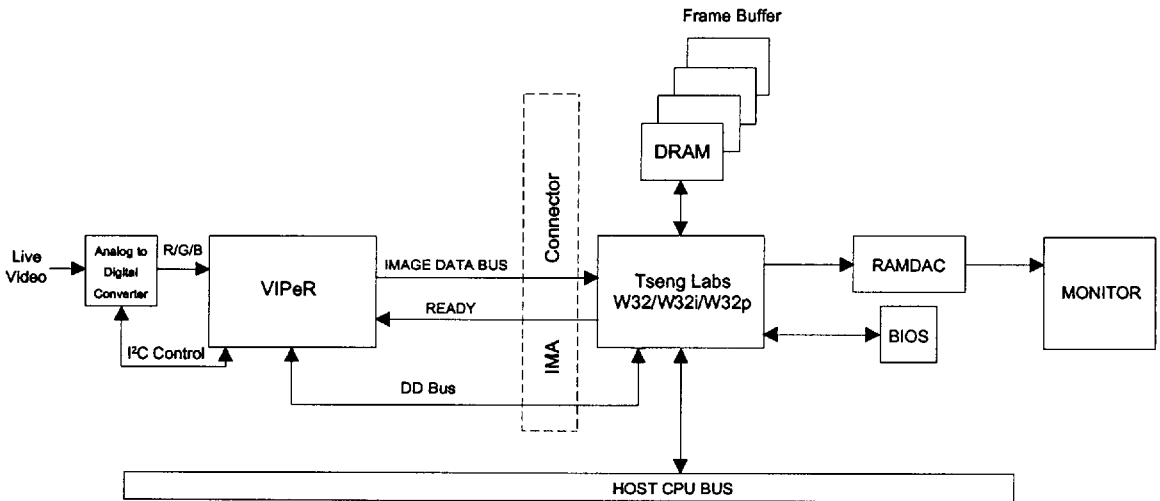 Frame Buffer
DRAM
Connector
IMA
Live
Video
Analog to
Digital
Converter
R/G/B
VIPeR
IMAGE DATA BUS
READY
Tseng Labs
W32/W32i/W32p
RAMDAC
MONITOR
BIOS
I²C Control
DD Bus
HOST CPU BUS